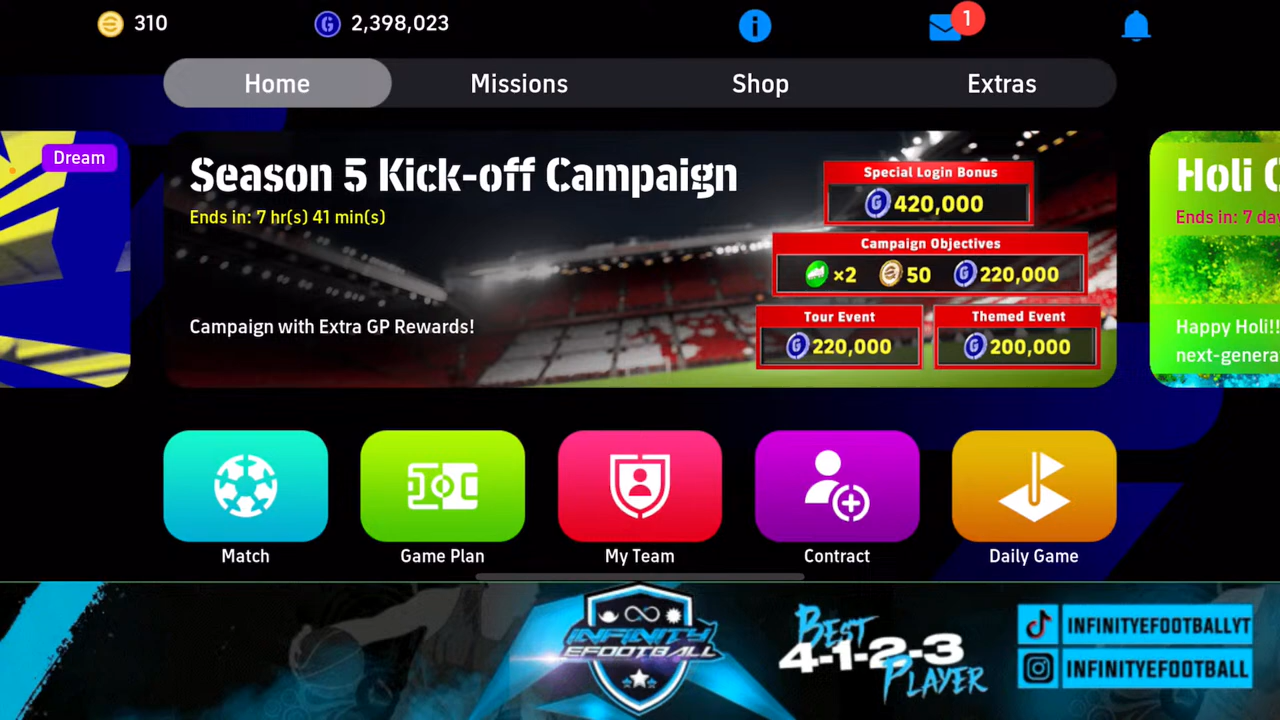 310
2,398,023
1
Home
Missions
Shop
Extras
Dream
Season 5 Kick-off Campaign
Ends in: 7 hr(s) 41 min(s)
Campaign with Extra GP Rewards!
Special Login Bonus
420,000
Campaign Objectives
×2
50
220,000
Tour Event
220,000
Themed Event
200,000
Holi
Ends in: 7
Happy Holi!!
Match
Game Plan
My Team
Contract
Daily Game
INFINITY
EFOOTBALL
BEST
4-1-2-3
PLAYER
INFINITYEFOOTBALLYT
INFINITYEFOOTBALL